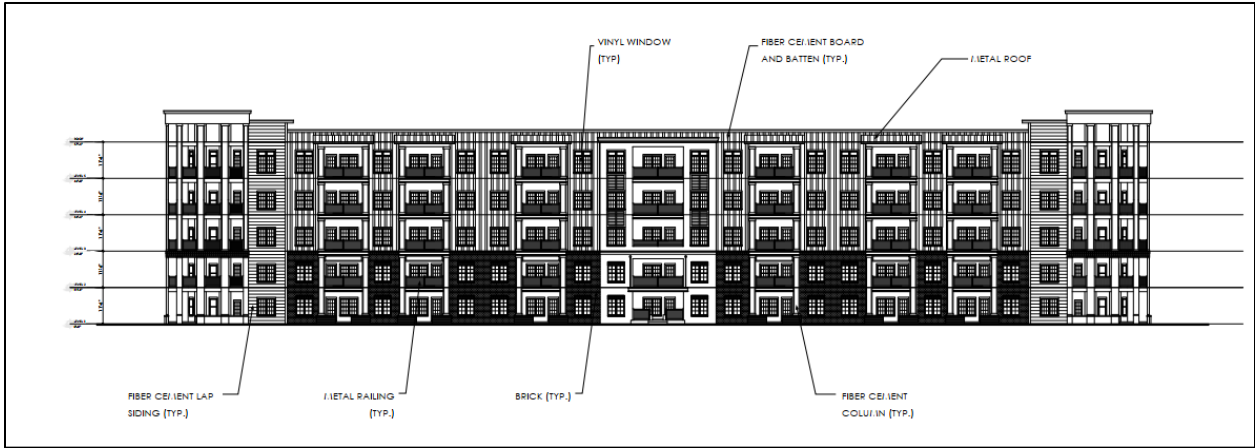 VINYL WINDOW
(TYP)
FIBER CEMENT BOARD
AND BATTEN (TYP.)
METAL ROOF
FIBER CEMENT LAP
SIDING (TYP.)
METAL RAILING
(TYP.)
BRICK (TYP.)
FIBER CEMENT
COLUMN (TYP.)